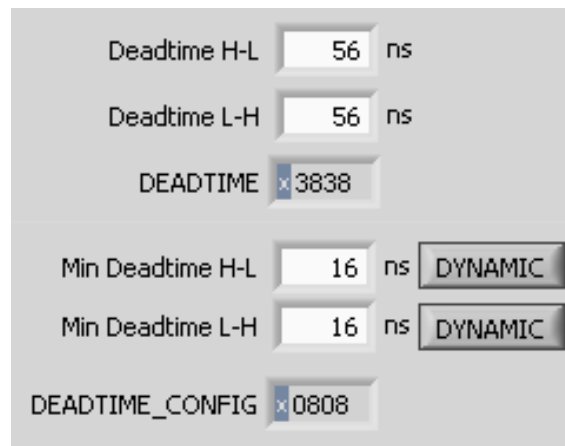 Deadtime H-L 56 ns
Deadtime L-H 56 ns
DEADTIME x 3838
Min Deadtime H-L 16 ns DYNAMIC
Min Deadtime L-H 16 ns DYNAMIC
DEADTIME_CONFIG x 0808